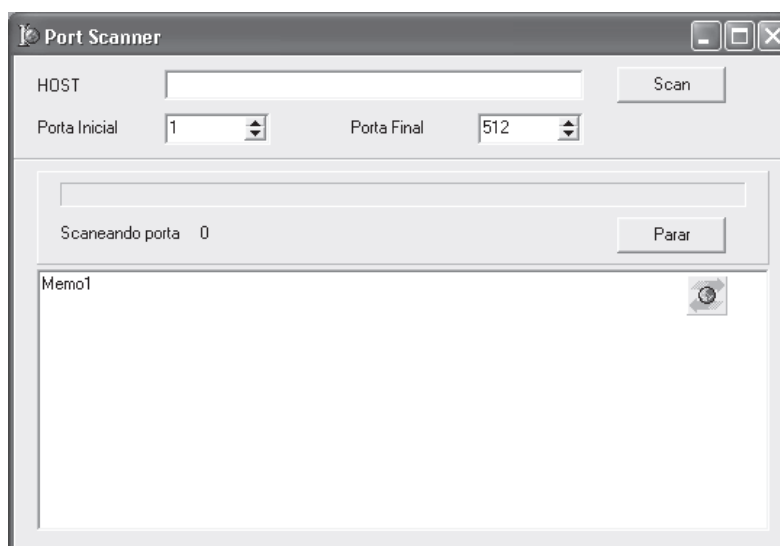 Port Scanner
HOST
Scan
Porta Inicial 1 Porta Final 512
Scaneando porta 0
Parar
Memo1